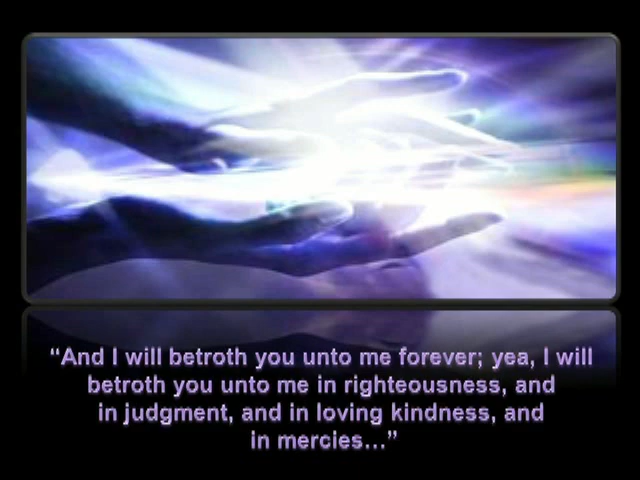 “And I will betroth you unto me forever; yea, I will
betroth you unto me in righteousness, and
in judgment, and in loving kindness, and
in mercies…”